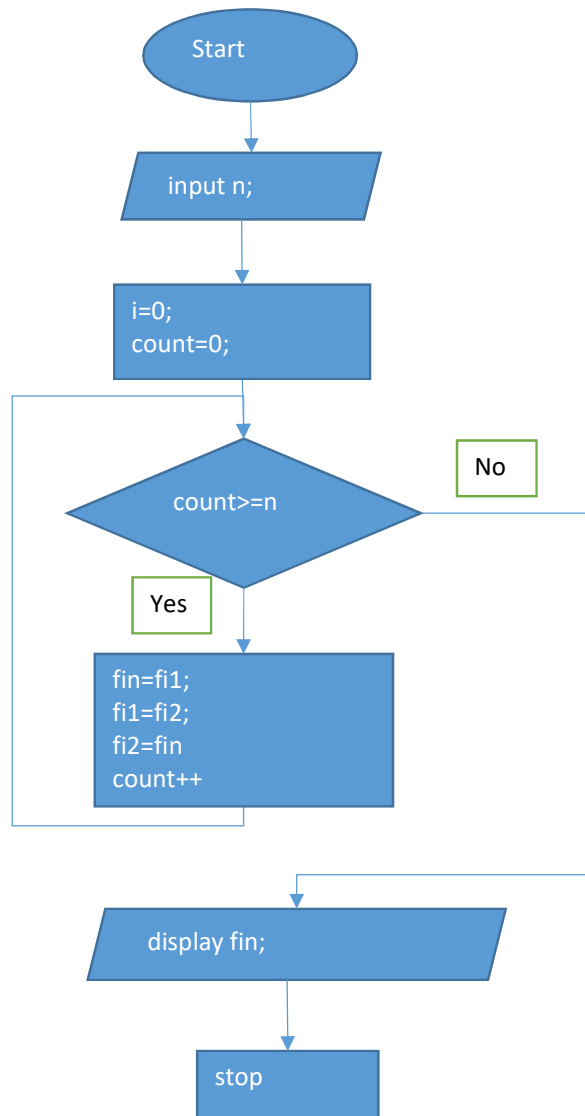 Start
input n;
i=0;
count=0;
count>=n
No
Yes
fin=fi1;
fi1=fi2;
fi2=fin
count++
display fin;
stop